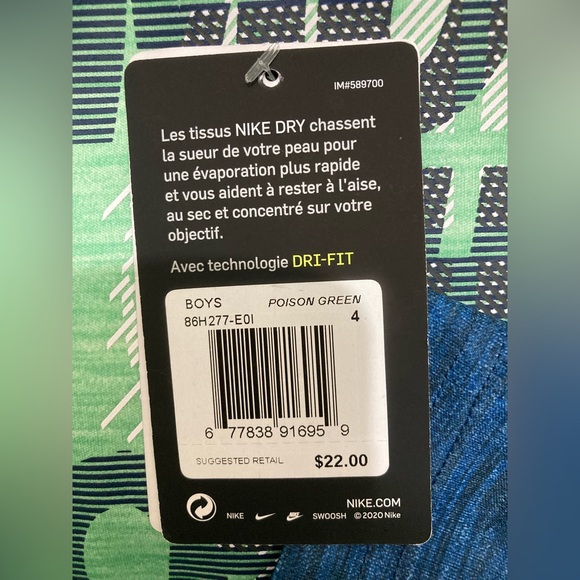 IM#589700
Les tissus NIKE DRY chassent
la sueur de votre peau pour
une évaporation plus rapide
et vous aident à rester à l'aise,
au sec et concentré sur votre
objectif.
Avec technologie DRI-FIT
BOYS POISON GREEN
86H277-E0I 4
6 77838 91695 9
SUGGESTED RETAIL $22.00
NIKE.COM
NIKE SWOOSH © 2020 Nike